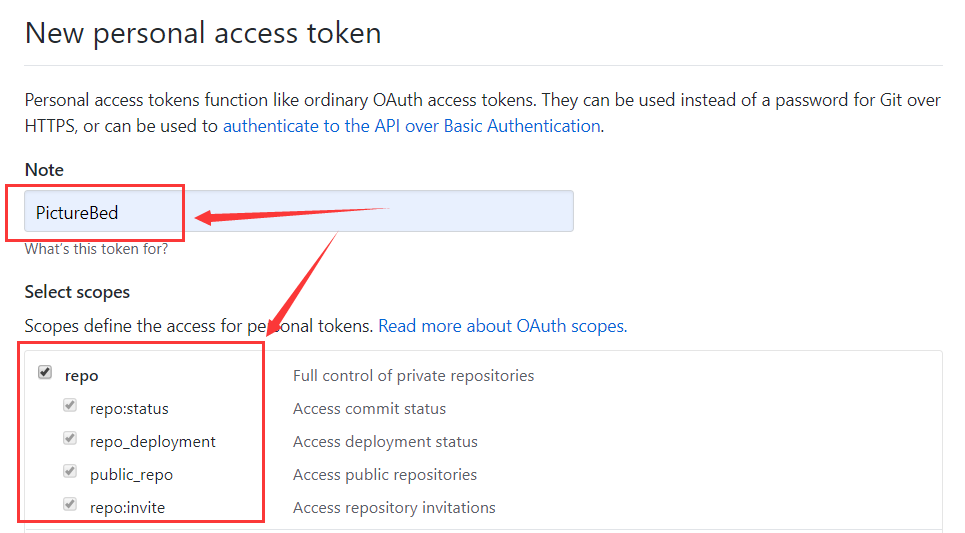 New personal access token
Personal access tokens function like ordinary OAuth access tokens. They can be used instead of a password for Git over
HTTPS, or can be used to authenticate to the API over Basic Authentication.
Note
PictureBed
What's this token for?
Select scopes
Scopes define the access for personal tokens. Read more about OAuth scopes.
repo Full control of private repositories
repo:status Access commit status
repo_deployment Access deployment status
public_repo Access public repositories
repo:invite Access repository invitations